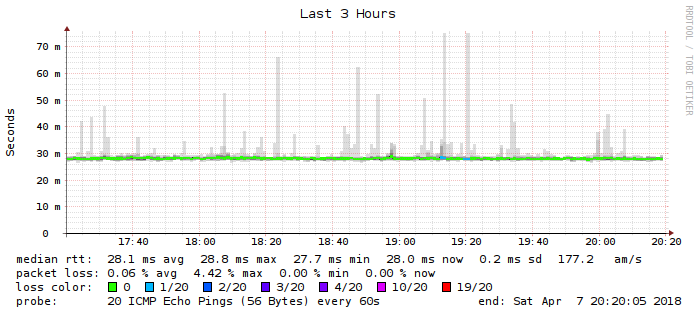 Last 3 Hours
RRDTOOL / TOBI OETIKER
Seconds
70 m
60 m
50 m
40 m
30 m
20 m
10 m
0
17:40 18:00 18:20 18:40 19:00 19:20 19:40 20:00 20:20
median rtt: 28.1 ms avg 28.8 ms max 27.7 ms min 28.0 ms now 0.2 ms sd 177.2 am/s
packet loss: 0.06 % avg 4.42 % max 0.00 % min 0.00 % now
loss color: 0 1/20 2/20 3/20 4/20 10/20 19/20
probe: 20 ICMP Echo Pings (56 Bytes) every 60s end: Sat Apr 7 20:20:05 2018